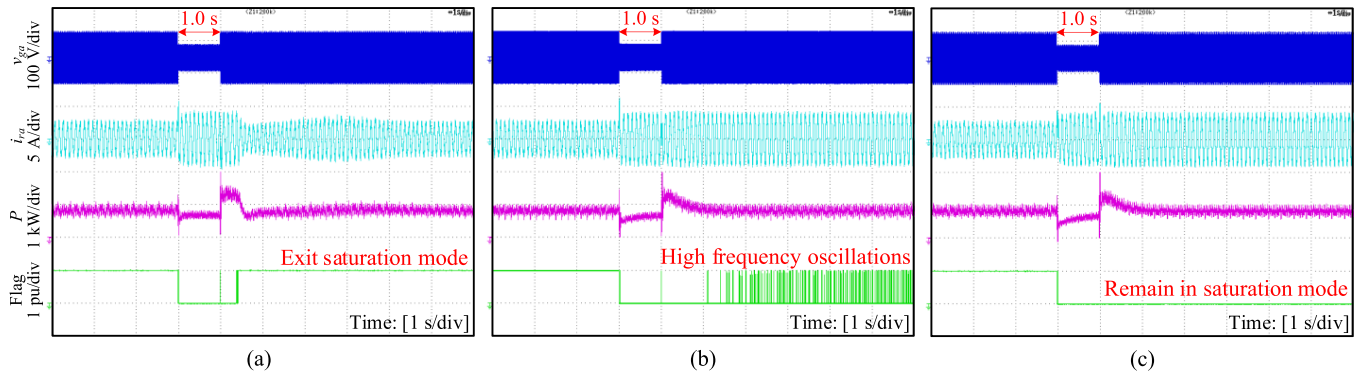 v_ga
100 V/div
i_ra
5 A/div
P
1 kW/div
Flag
1 pu/div
1.0 s
Exit saturation mode
Time: [1 s/div]
(a)
1.0 s
High frequency oscillations
Time: [1 s/div]
(b)
1.0 s
Remain in saturation mode
Time: [1 s/div]
(c)